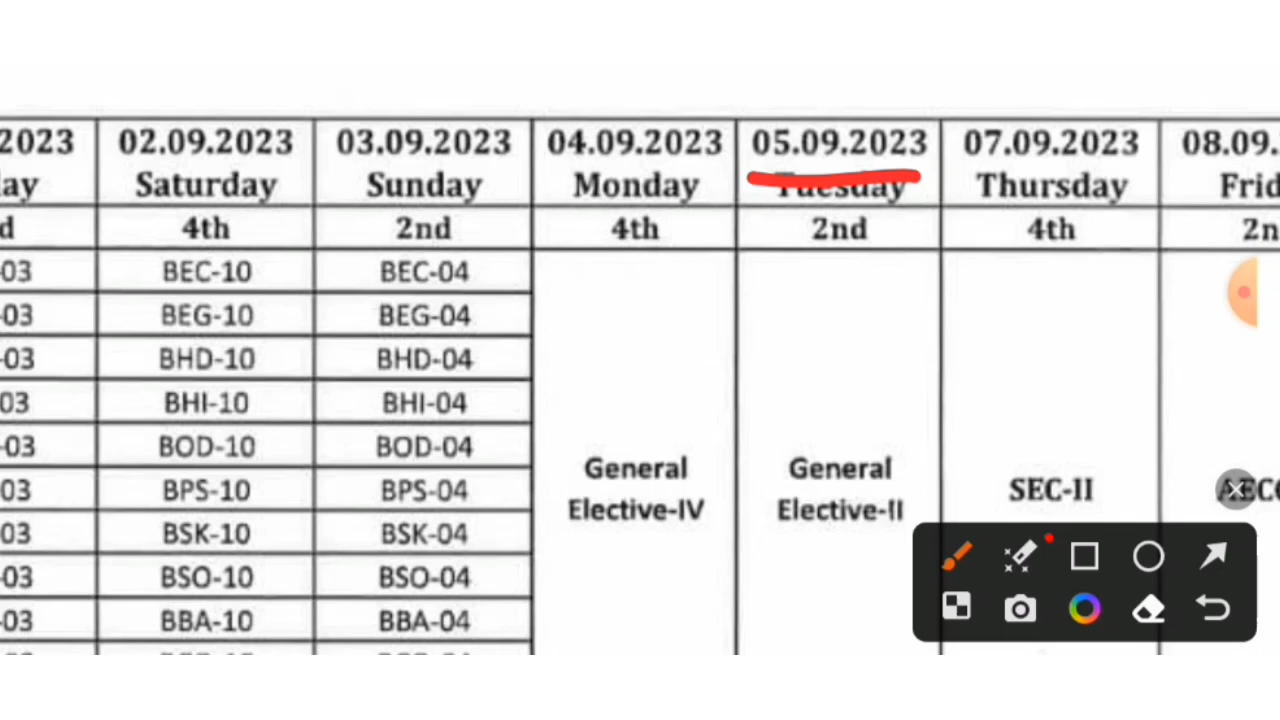 2023 02.09.2023 03.09.2023 04.09.2023 05.09.2023 07.09.2023 08.09.
ay Saturday Sunday Monday Tuesday Thursday Frid
d 4th 2nd 4th 2nd 4th 2n
-03 BEC-10 BEC-04
-03 BEG-10 BEG-04
-03 BHD-10 BHD-04
03 BHI-10 BHI-04
-03 BOD-10 BOD-04
General General
03 BPS-10 BPS-04 SEC-II AEC
Elective-IV Elective-II
03 BSK-10 BSK-04
-03 BSO-10 BSO-04
-03 BBA-10 BBA-04